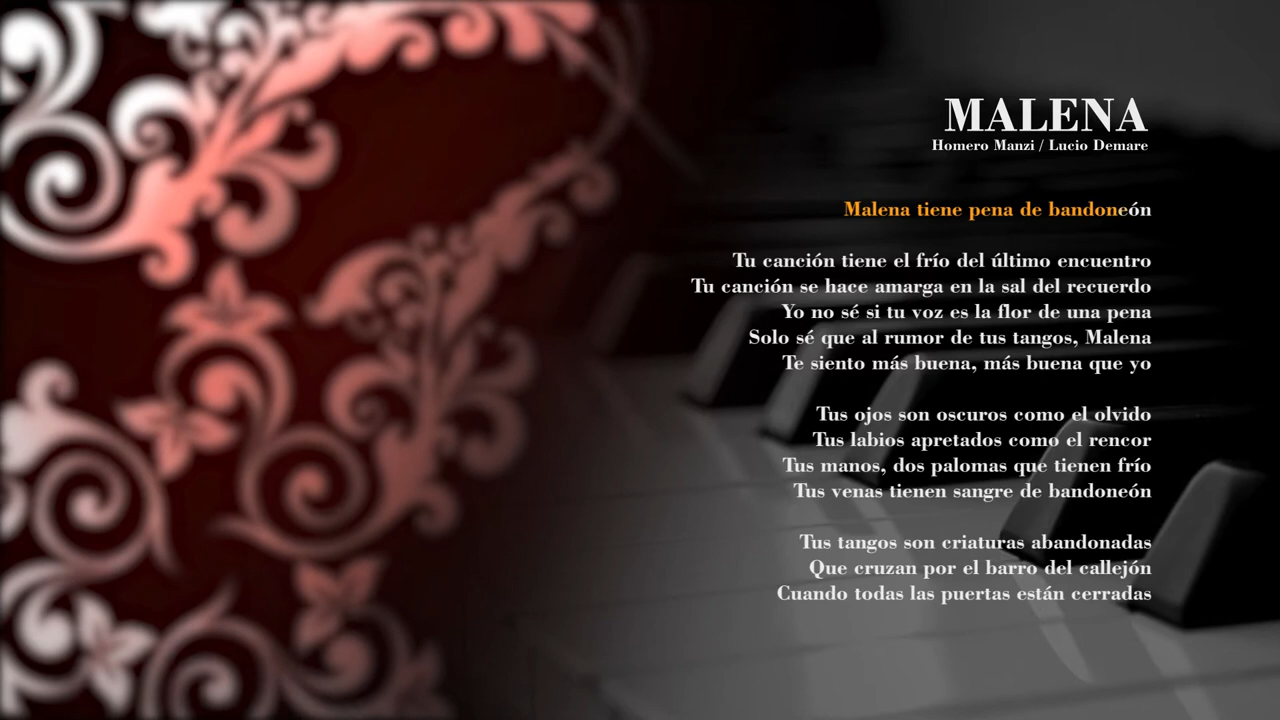 MALENA
Homero Manzi / Lucio Demare
Malena tiene pena de bandoneón
Tu canción tiene el frío del último encuentro
Tu canción se hace amarga en la sal del recuerdo
Yo no sé si tu voz es la flor de una pena
Solo sé que al rumor de tus tangos, Malena
Te siento más buena, más buena que yo
Tus ojos son oscuros como el olvido
Tus labios apretados como el rencor
Tus manos, dos palomas que tienen frío
Tus venas tienen sangre de bandoneón
Tus tangos son criaturas abandonadas
Que cruzan por el barro del callejón
Cuando todas las puertas están cerradas